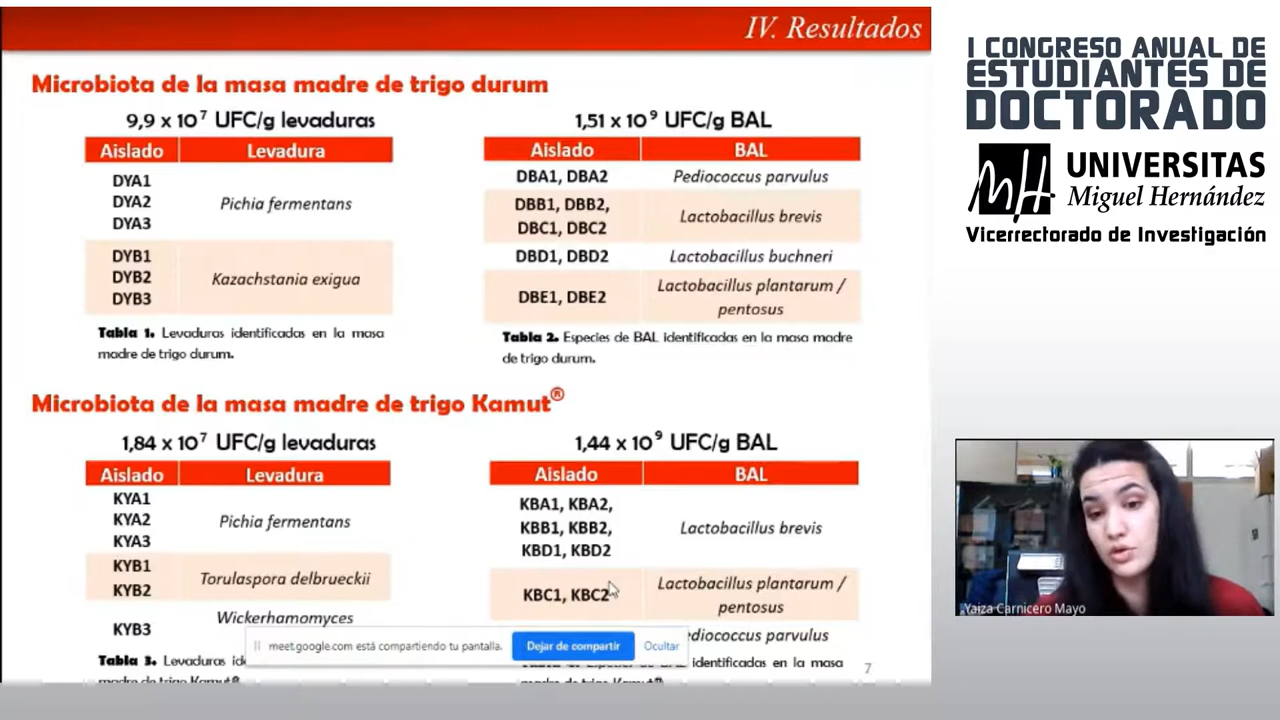 IV. Resultados
Microbiota de la masa madre de trigo durum
9,9 x 10⁷ UFC/g levaduras
Aislado Levadura
DYA1
DYA2
DYA3
Pichia fermentans
DYB1
DYB2
DYB3
Kazachstania exigua
Tabla 1. Levaduras identificadas en la masa
madre de trigo durum.
1,51 x 10⁹ UFC/g BAL
Aislado BAL
DBA1, DBA2 Pediococcus parvulus
DBB1, DBB2,
DBC1, DBC2
Lactobacillus brevis
DBD1, DBD2 Lactobacillus buchneri
DBE1, DBE2
Lactobacillus plantarum /
pentosus
Tabla 2. Especies de BAL identificadas en la masa madre
de trigo durum.
Microbiota de la masa madre de trigo Kamut®
1,84 x 10⁷ UFC/g levaduras
Aislado Levadura
KYA1
KYA2
KYA3
Pichia fermentans
KYB1
KYB2
Torulaspora delbrueckii
KYB3
Wickerhamomyces
Tabla 3. Levaduras
madre de trigo Kamut®
1,44 x 10⁹ UFC/g BAL
Aislado BAL
KBA1, KBA2,
KBB1, KBB2,
KBD1, KBD2
Lactobacillus brevis
KBC1, KBC2
Lactobacillus plantarum /
pentosus
parvulus
identificadas en la masa
madre de trigo Kamut®
7
meet.google.com está compartiendo tu pantalla.
Dejar de compartir
Ocultar
I CONGRESO ANUAL DE
ESTUDIANTES DE
DOCTORADO
UNIVERSITAS
Miguel Hernández
Vicerrectorado de Investigación
Yaiza Carnicero Mayo